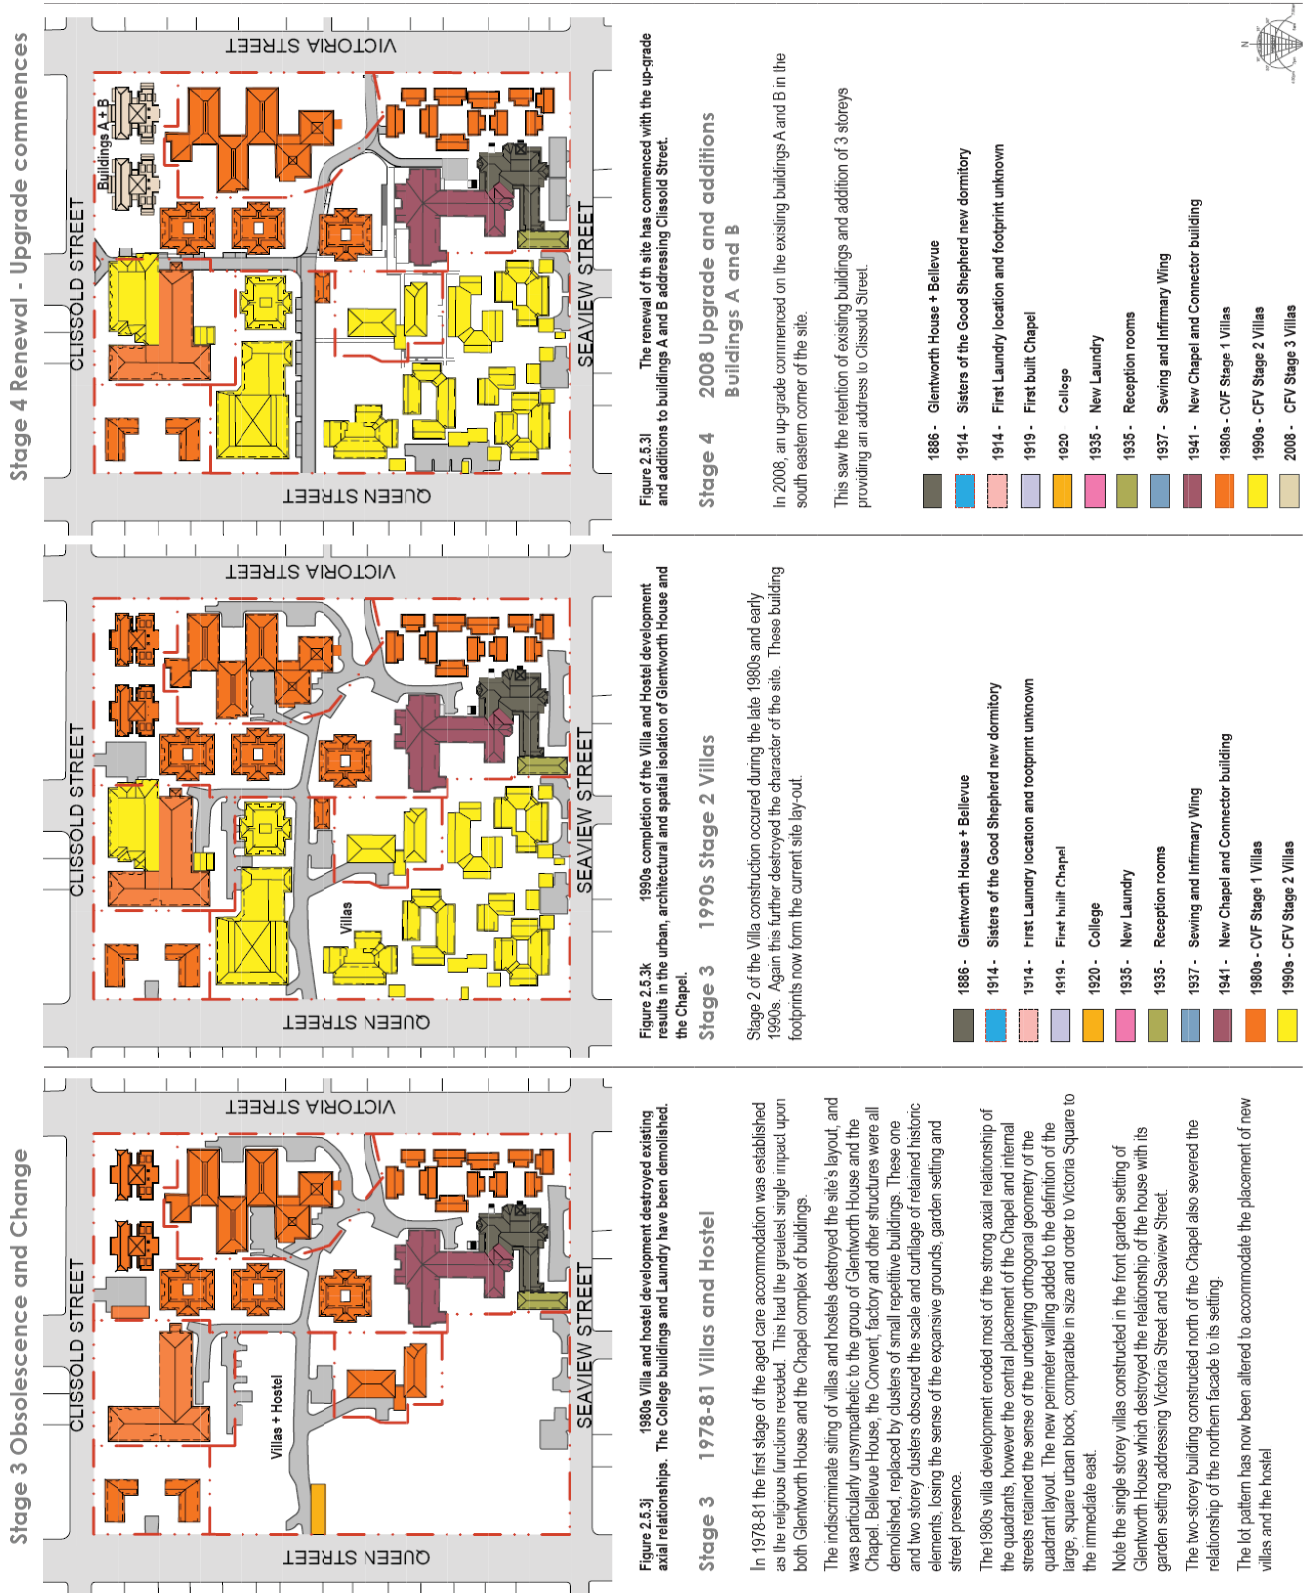 Stage 3 Obsolescence and Change
CLISSOLD STREET
VICTORIA STREET
Villas + Hostel
QUEEN STREET
SEAVIEW STREET
Figure 2.5.3j 1980s Villa and hostel development destroyed existing
axial relationships. The College buildings and Laundry have been demolished.
Stage 3 1978-81 Villas and Hostel
In 1978-81 the first stage of the aged care accommodation was established
as the religious functions receded. This had the greatest single impact upon
both Glentworth House and the Chapel complex of buildings.
The indiscriminate siting of villas and hostels destroyed the site's layout, and
was particularly unsympathetic to the group of Glentworth House and the
Chapel. Bellevue House, the Convent, factory and other structures were all
demolished, replaced by clusters of small repetitive buildings. These one
and two storey clusters obscured the scale and curtilage of retained historic
elements, losing the sense of the expansive grounds, garden setting and
street presence.
The1980s villa development eroded most of the strong axial relationship of
the quadrants, however the central placement of the Chapel and internal
streets retained the sense of the underlying orthogonal geometry of the
quadrant layout. The new perimeter walling added to the definition of the
large, square urban block, comparable in size and order to Victoria Square to
the immediate east.
Note the single storey villas constructed in the front garden setting of
Glentworth House which destroyed the relationship of the house with its
garden setting addressing Victoria Street and Seaview Street.
The two-storey building constructed north of the Chapel also severed the
relationship of the northern facade to its setting.
The lot pattern has now been altered to accommodate the placement of new
villas and the hostel
CLISSOLD STREET
VICTORIA STREET
Villas
QUEEN STREET
SEAVIEW STREET
Figure 2.5.3k 1990s completion of the Villa and Hostel development
results in the urban, architectural and spatial isolation of Glentworth House and
the Chapel.
Stage 3 1990s Stage 2 Villas
Stage 2 of the Villa construction occured during the late 1980s and early
1990s. Again this further destroyed the character of the site. These building
footprints now form the current site lay-out.
1886 - Glentworth House + Bellevue
1914 - Sisters of the Good Shepherd new dormitory
1914 - First Laundry location and footprint unknown
1919 - First built Chapel
1920 - College
1935 - New Laundry
1935 - Reception rooms
1937 - Sewing and Infirmary Wing
1941 - New Chapel and Connector building
1980s - CVF Stage 1 Villas
1990s - CFV Stage 2 Villas
Stage 4 Renewal - Upgrade commences
CLISSOLD STREET
Buildings A + B
VICTORIA STREET
QUEEN STREET
SEAVIEW STREET
Figure 2.5.3l The renewal of th site has commenced with the up-grade
and additions to buildings A and B addressing Clissold Street.
Stage 4 2008 Upgrade and additions
Buildings A and B
In 2008, an up-grade commenced on the existing buildings A and B in the
south eastern corner of the site.
This saw the retention of existing buildings and addition of 3 storeys
providing an address to Clissold Street.
1886 - Glentworth House + Bellevue
1914 - Sisters of the Good Shepherd new dormitory
1914 - First Laundry location and footprint unknown
1919 - First built Chapel
1920 - College
1935 - New Laundry
1935 - Reception rooms
1937 - Sewing and Infirmary Wing
1941 - New Chapel and Connector building
1980s - CVF Stage 1 Villas
1990s - CFV Stage 2 Villas
2008 - CFV Stage 3 Villas
N